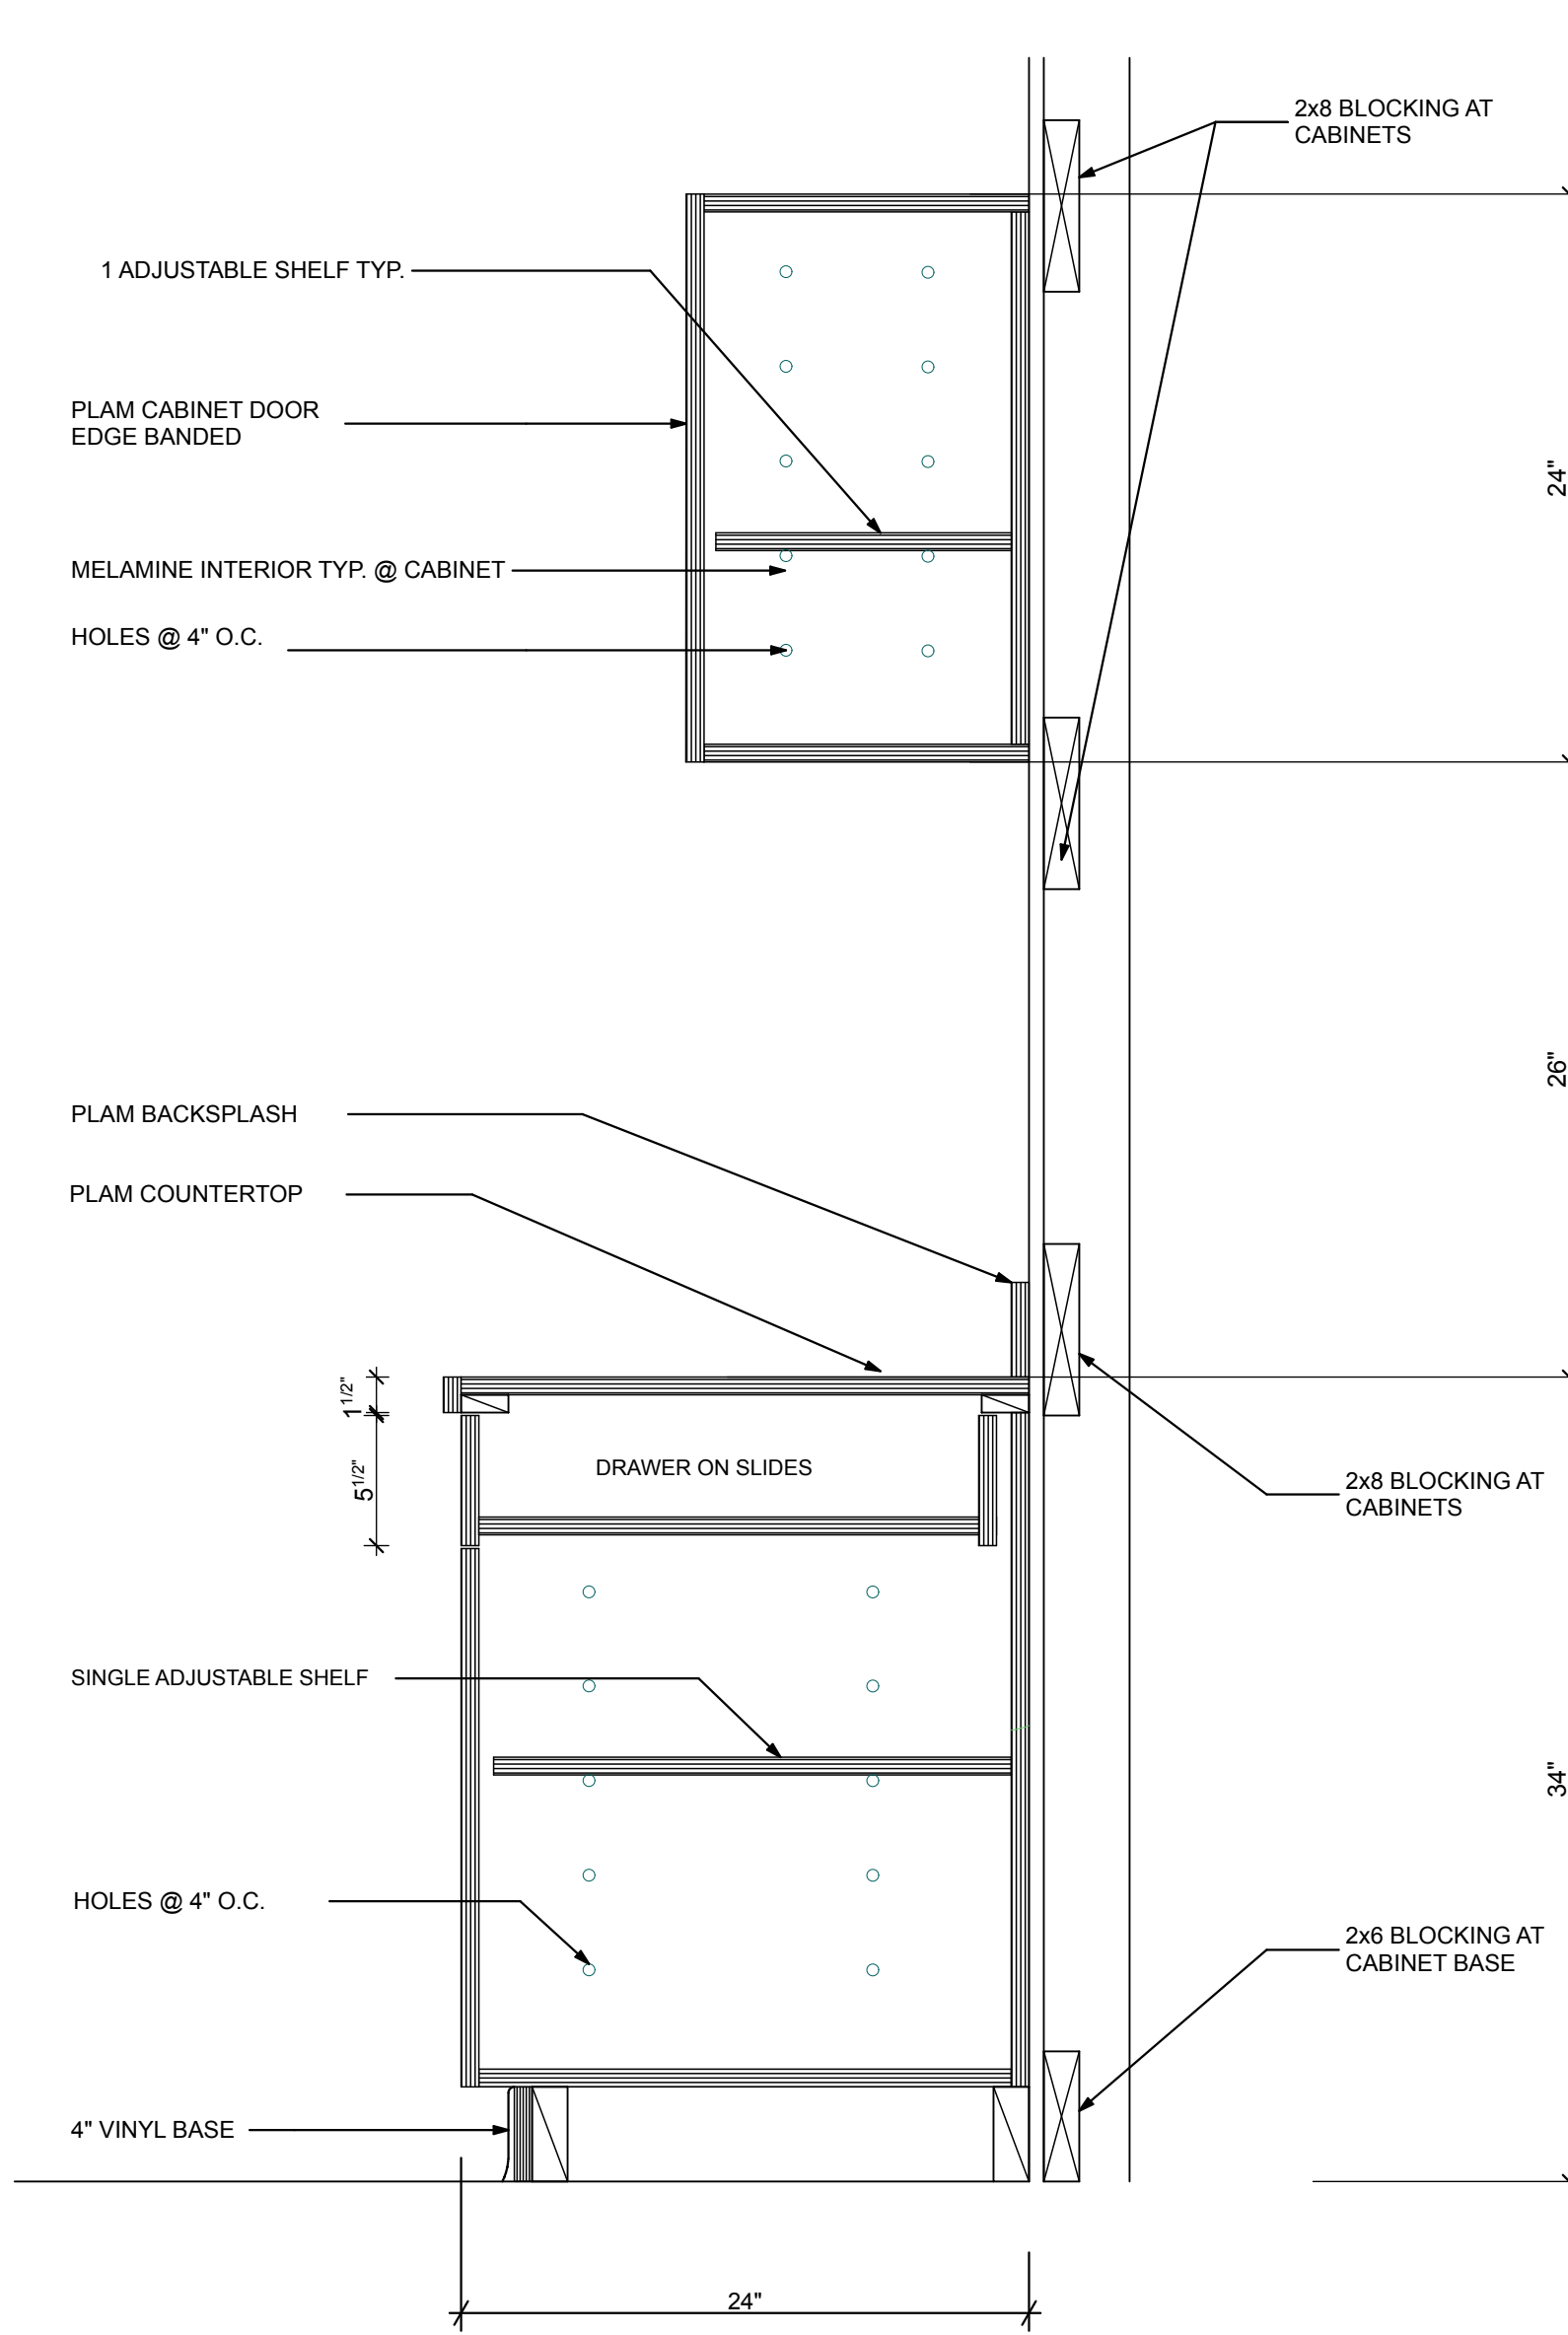 2x8 BLOCKING AT
CABINETS
1 ADJUSTABLE SHELF TYP.
PLAM CABINET DOOR
EDGE BANDED
24"
MELAMINE INTERIOR TYP. @ CABINET
HOLES @ 4" O.C.
26"
PLAM BACKSPLASH
PLAM COUNTERTOP
1 1/2"
DRAWER ON SLIDES
5 1/2"
2x8 BLOCKING AT
CABINETS
SINGLE ADJUSTABLE SHELF
34"
HOLES @ 4" O.C.
2x6 BLOCKING AT
CABINET BASE
4" VINYL BASE
24"